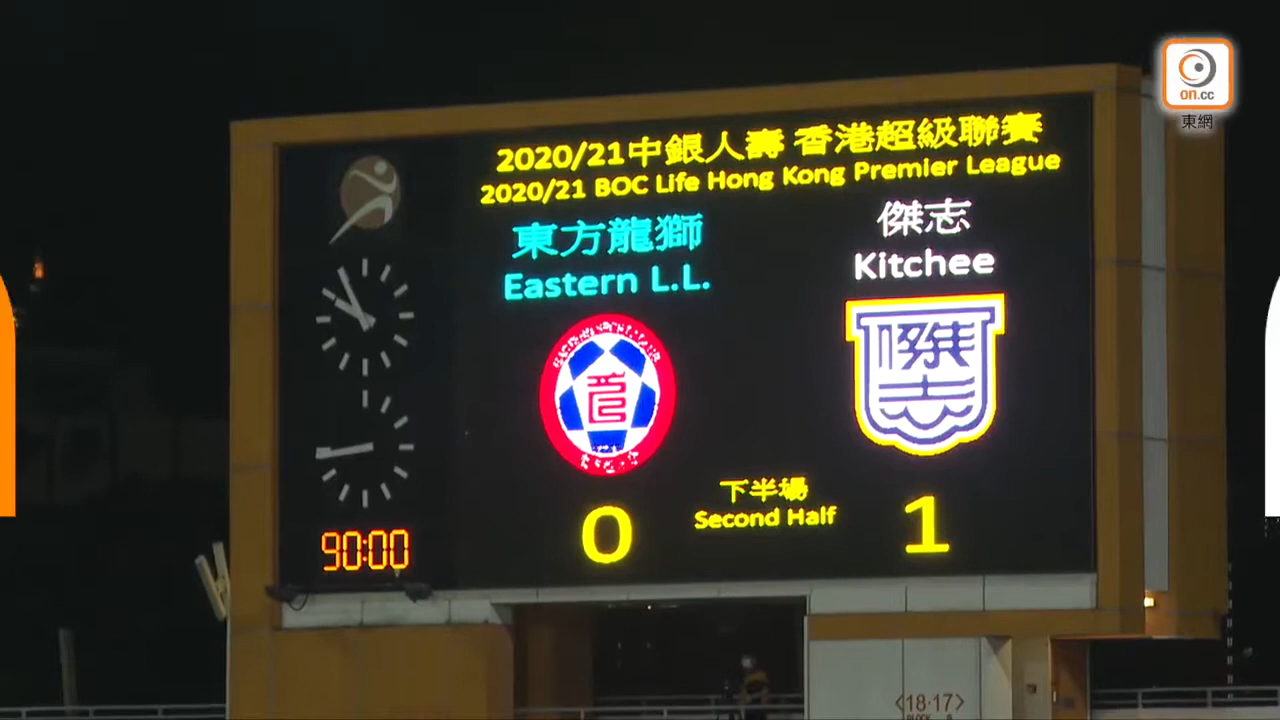 on.cc
東網
2020/21中銀人壽 香港超級聯賽
2020/21 BOC Life Hong Kong Premier League
東方龍獅
Eastern L.L.
傑志
Kitchee
傑志
下半場
Second Half
0
1
90:00
<18·17>